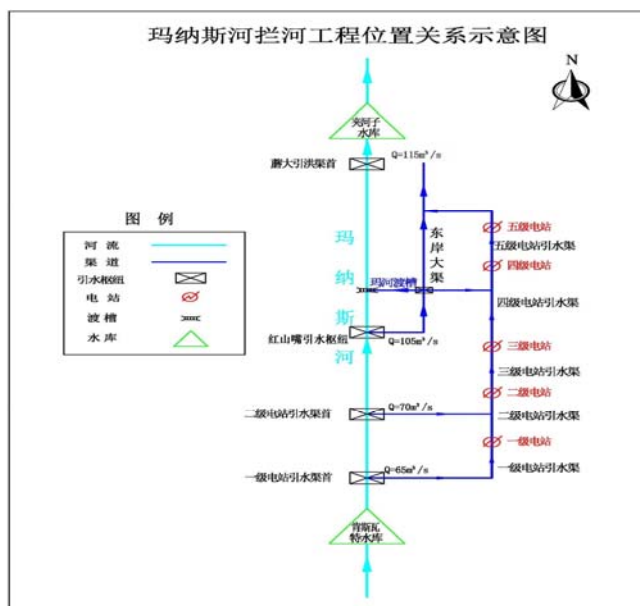 玛纳斯河拦河工程位置关系示意图
N
夹河子
水库
蘑大引洪渠首
Q=115m³/s
图 例
河 流
渠 道
引水枢纽
电 站
渡 槽
水 库
玛纳斯河
东岸大渠
五级电站
五级电站引水渠
四级电站
玛河渡槽
四级电站引水渠
红山嘴引水枢纽
Q=105m³/s
三级电站
三级电站引水渠
二级电站
二级电站引水渠首
Q=70m³/s
二级电站引水渠
一级电站
一级电站引水渠首
Q=65m³/s
一级电站引水渠
肯斯瓦
特水库